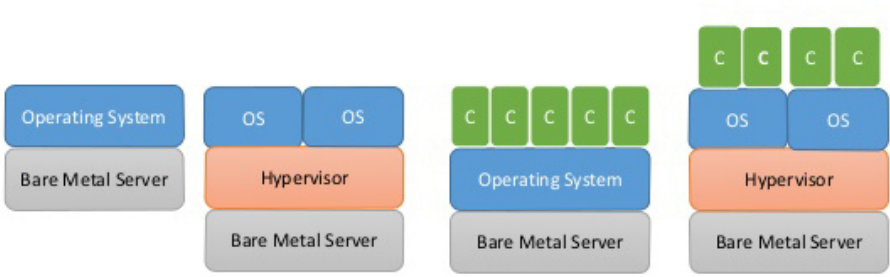 Operating System
Bare Metal Server
OS OS
Hypervisor
Bare Metal Server
C C C C C
Operating System
Bare Metal Server
C C C C
OS OS
Hypervisor
Bare Metal Server